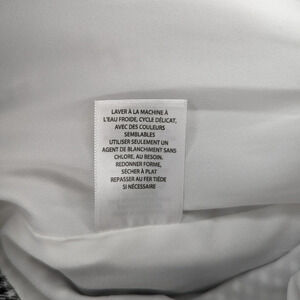 LAVER À LA MACHINE À
L'EAU FROIDE, CYCLE DÉLICAT,
AVEC DES COULEURS
SEMBLABLES
UTILISER SEULEMENT UN
AGENT DE BLANCHIMENT SANS
CHLORE, AU BESOIN.
REDONNER FORME,
SÉCHER À PLAT
REPASSER AU FER TIÈDE
SI NÉCESSAIRE